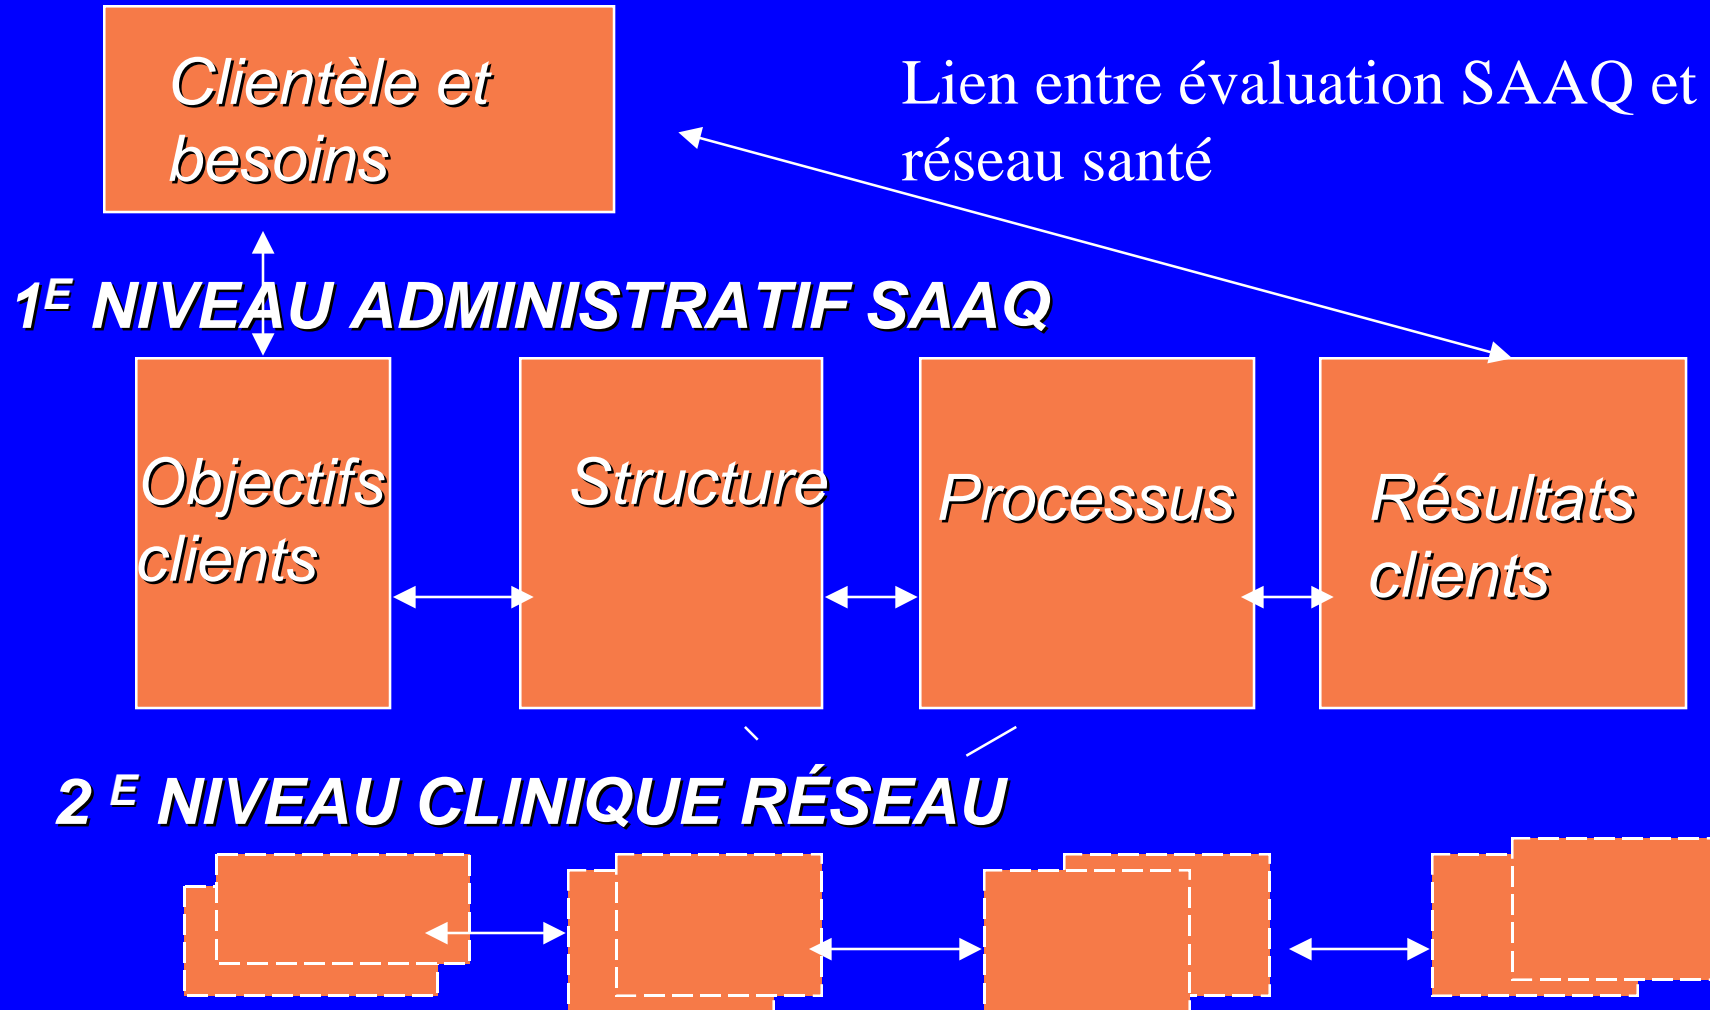 Clientèle et
besoins
Lien entre évaluation SAAQ et
réseau santé
1E NIVEAU ADMINISTRATIF SAAQ
Objectifs
clients
Structure
Processus
Résultats
clients
2 E NIVEAU CLINIQUE RÉSEAU